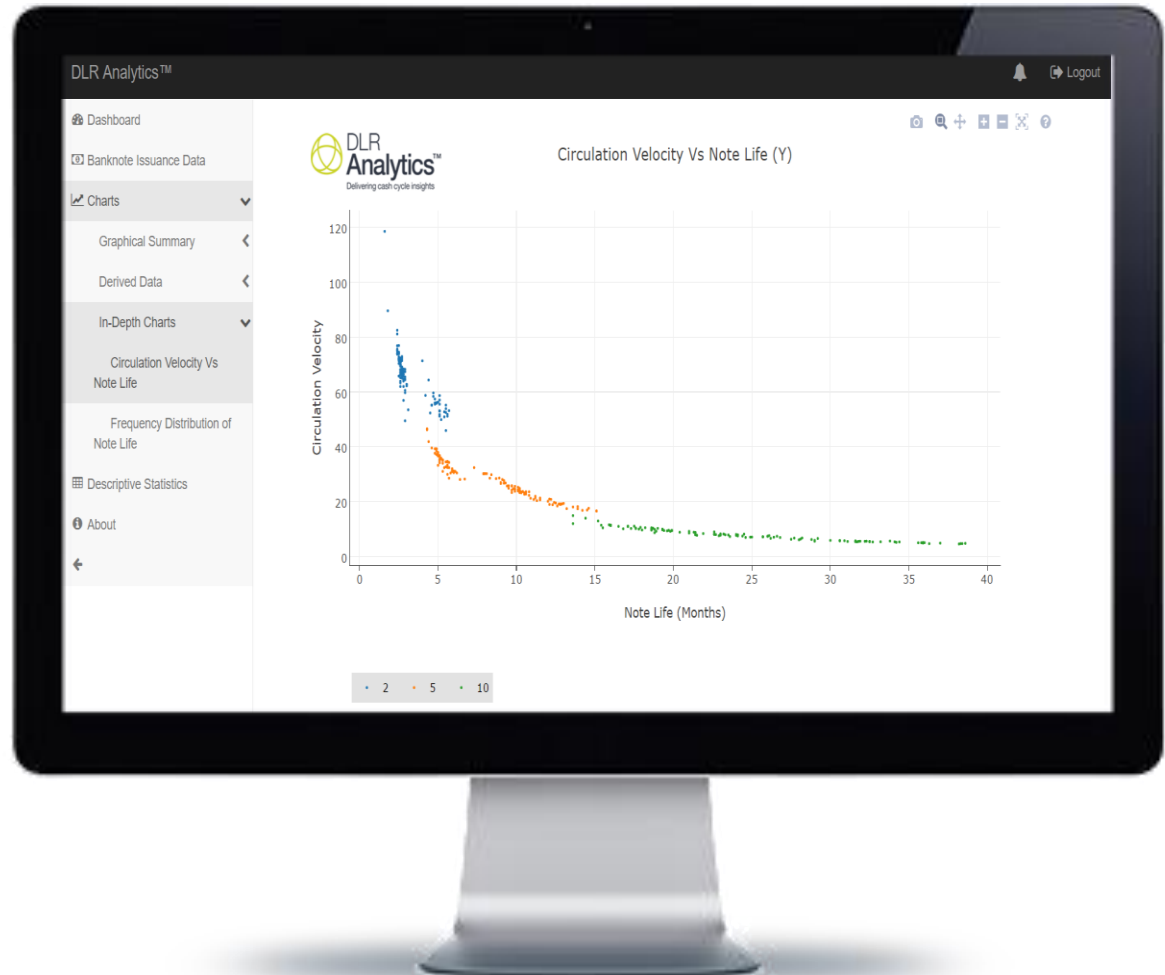 DLR Analytics™
Logout
Dashboard
Banknote Issuance Data
Charts
Graphical Summary
Derived Data
In-Depth Charts
Circulation Velocity Vs
Note Life
Frequency Distribution of
Note Life
Descriptive Statistics
About
DLR
Analytics™
Delivering cash cycle insights
Circulation Velocity Vs Note Life (Y)
Circulation Velocity
120
100
80
60
40
20
0
0 5 10 15 20 25 30 35 40
Note Life (Months)
2 5 10